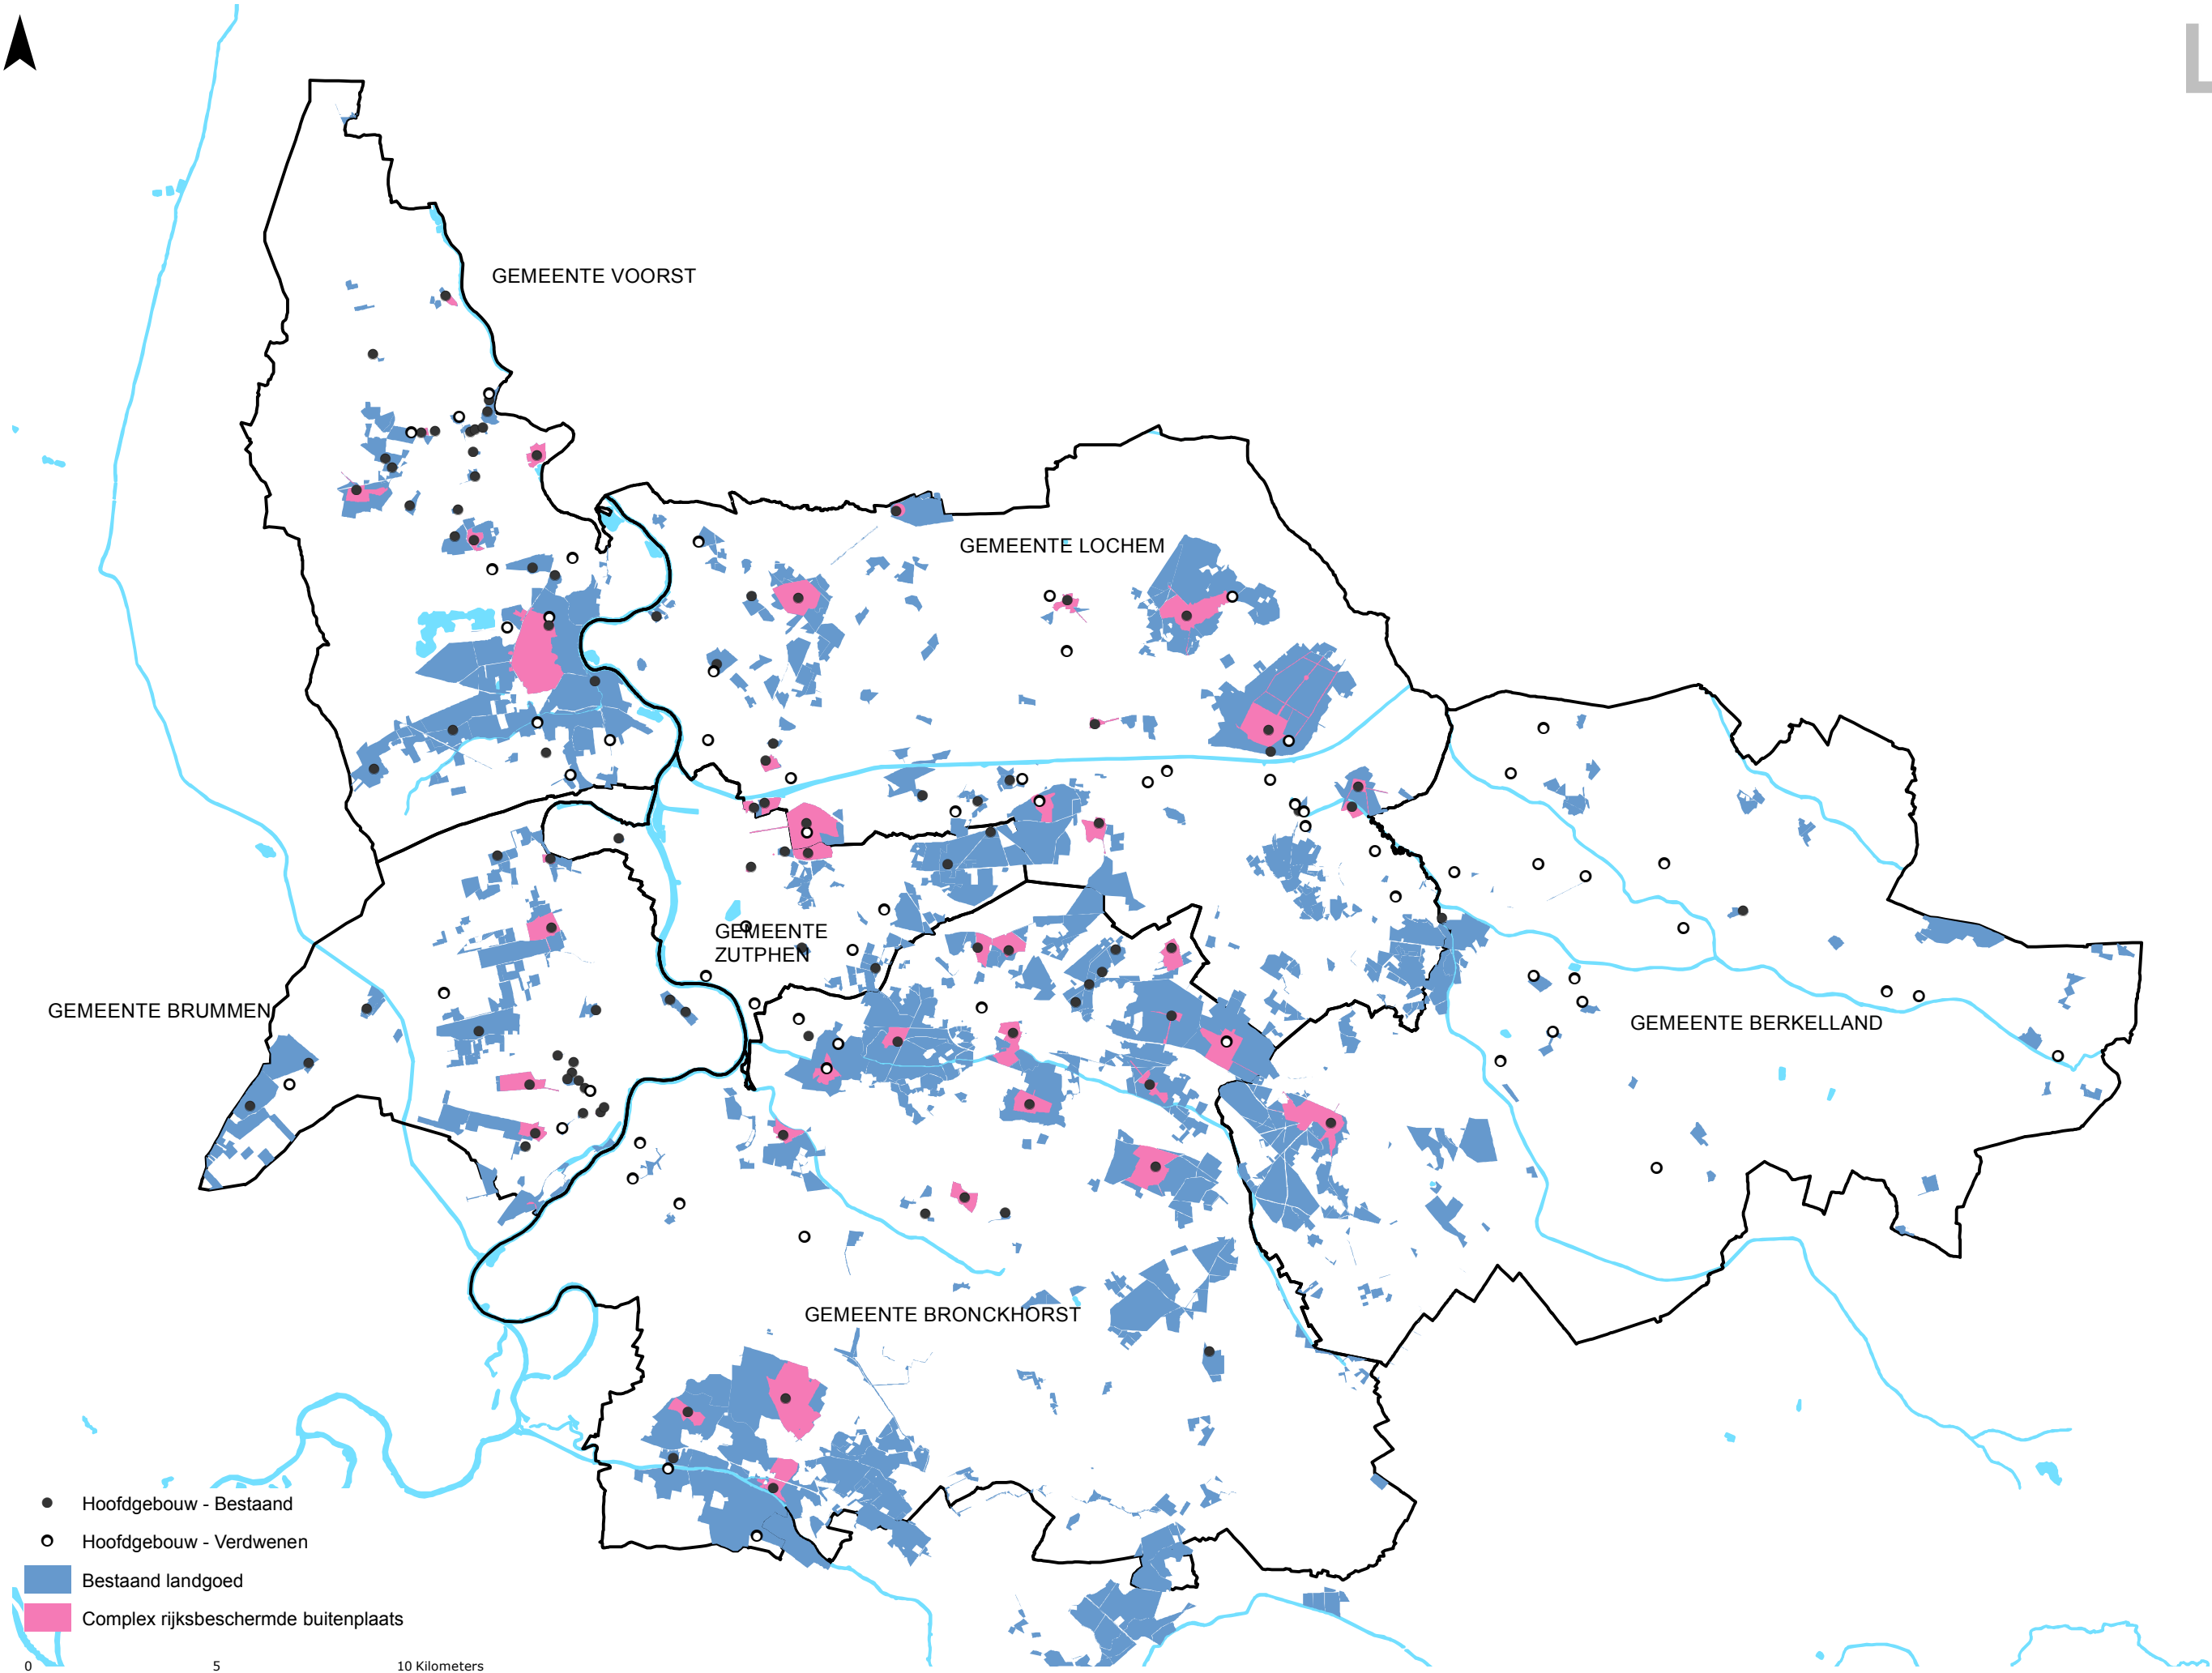 L
GEMEENTE VOORST
GEMEENTE LOCHEM
GEMEENTE
ZUTPHEN
GEMEENTE BRUMMEN
GEMEENTE BERKELLAND
GEMEENTE BRONCKHORST
Hoofdgebouw - Bestaand
Hoofdgebouw - Verdwenen
Bestaand landgoed
Complex rijksbeschermde buitenplaats
0 5 10 Kilometers